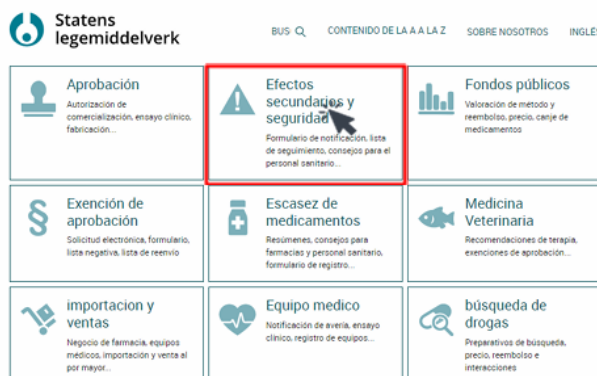 Statens
legemiddelverk
BUS
CONTENIDO DE LA A A LA Z
SOBRE NOSOTROS
INGLÉS
Aprobación
Autorización de
comercialización, ensayo clínico,
fabricación...
Efectos
secundarios y
seguridad
Formulario de notificación, lista
de seguimiento, consejos para el
personal sanitario...
Fondos públicos
Valoración de método y
reembolso, precio, canje de
medicamentos
Exención de
aprobación
Solicitud electrónica, formulario,
lista negativa, lista de reenvío
Escasez de
medicamentos
Resúmenes, consejos para
farmacias y personal sanitario,
formulario de registro...
Medicina
Veterinaria
Recomendaciones de terapia,
exenciones de aprobación...
importacion y
ventas
Negocio de farmacia, equipos
médicos, importación y venta al
por mayor...
Equipo medico
Notificación de avería, ensayo
clínico, registro de equipos...
búsqueda de
drogas
Preparativos de búsqueda,
precio, reembolso e
interacciones